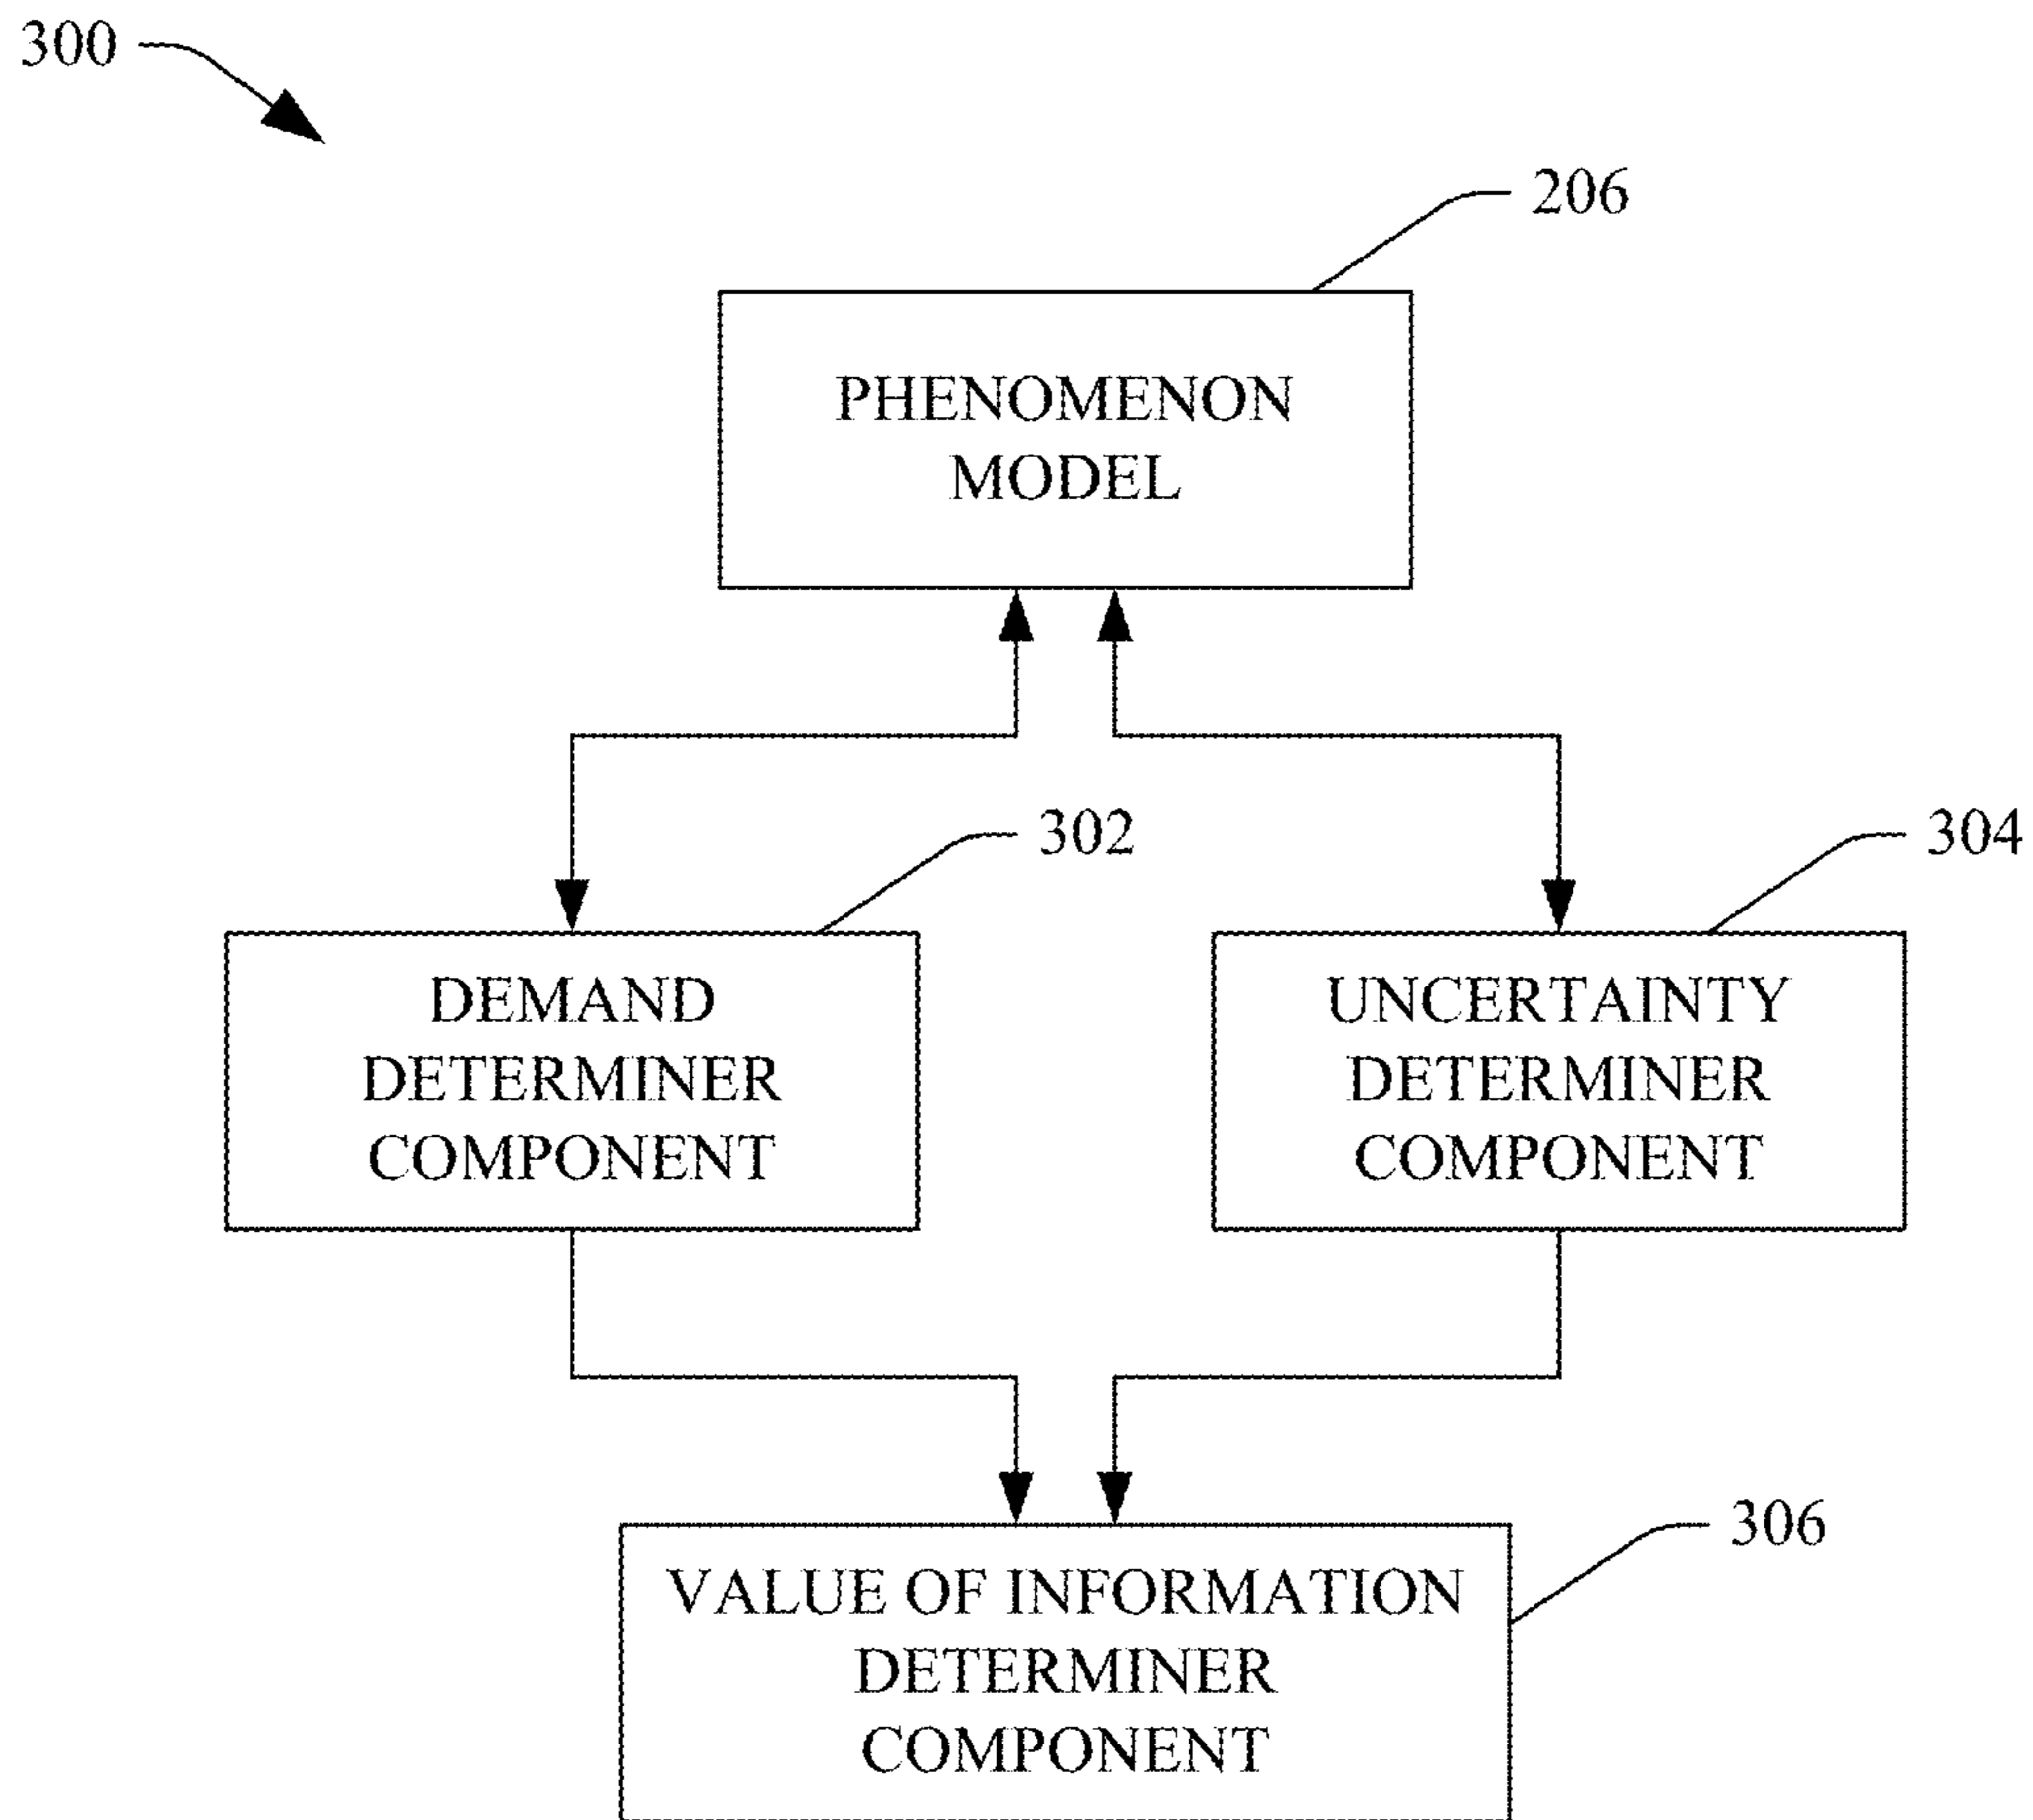 300
206
PHENOMENON
MODEL
302
304
DEMAND
DETERMINER
COMPONENT
UNCERTAINTY
DETERMINER
COMPONENT
306
VALUE OF INFORMATION
DETERMINER
COMPONENT